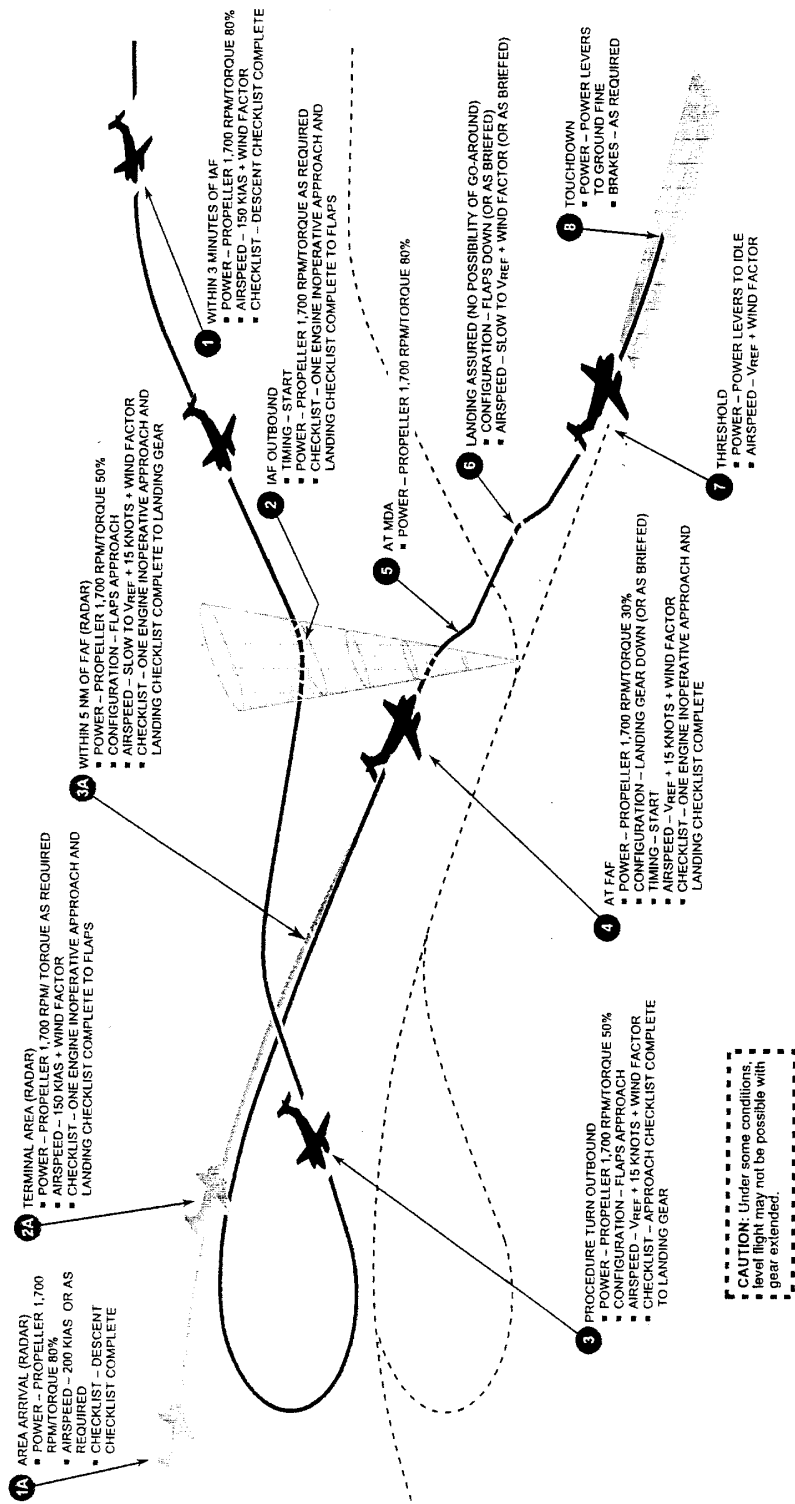 1A
AREA ARRIVAL (RADAR)
▪ POWER – PROPELLER 1,700
RPM/TORQUE 80%
▪ AIRSPEED – 200 KIAS OR AS
REQUIRED
▪ CHECKLIST – DESCENT
CHECKLIST COMPLETE
2A
TERMINAL AREA (RADAR)
▪ POWER – PROPELLER 1,700 RPM/ TORQUE AS REQUIRED
▪ AIRSPEED – 150 KIAS + WIND FACTOR
▪ CHECKLIST – ONE ENGINE INOPERATIVE APPROACH AND
LANDING CHECKLIST COMPLETE TO FLAPS
3A
WITHIN 5 NM OF FAF (RADAR)
▪ POWER – PROPELLER 1,700 RPM/TORQUE 50%
▪ CONFIGURATION – FLAPS APPROACH
▪ AIRSPEED – SLOW TO VREF + 15 KNOTS + WIND FACTOR
▪ CHECKLIST – ONE ENGINE INOPERATIVE APPROACH AND
LANDING CHECKLIST COMPLETE TO LANDING GEAR
1
WITHIN 3 MINUTES OF IAF
▪ POWER – PROPELLER 1,700 RPM/TORQUE 80%
▪ AIRSPEED – 150 KIAS + WIND FACTOR
▪ CHECKLIST – DESCENT CHECKLIST COMPLETE
2
IAF OUTBOUND
▪ TIMING – START
▪ POWER – PROPELLER 1,700 RPM/TORQUE AS REQUIRED
▪ CHECKLIST – ONE ENGINE INOPERATIVE APPROACH AND
LANDING CHECKLIST COMPLETE TO FLAPS
3
PROCEDURE TURN OUTBOUND
▪ POWER – PROPELLER 1,700 RPM/TORQUE 50%
▪ CONFIGURATION – FLAPS APPROACH
▪ AIRSPEED – VREF + 15 KNOTS + WIND FACTOR
▪ CHECKLIST – APPROACH CHECKLIST COMPLETE
TO LANDING GEAR
4
AT FAF
▪ POWER – PROPELLER 1,700 RPM/TORQUE 30%
▪ CONFIGURATION – LANDING GEAR DOWN (OR AS BRIEFED)
▪ TIMING – START
▪ AIRSPEED – VREF + 15 KNOTS + WIND FACTOR
▪ CHECKLIST – ONE ENGINE INOPERATIVE APPROACH AND
LANDING CHECKLIST COMPLETE
5
AT MDA
▪ POWER – PROPELLER 1,700 RPM/TORQUE 80%
6
LANDING ASSURED (NO POSSIBILITY OF GO-AROUND)
▪ CONFIGURATION – FLAPS DOWN (OR AS BRIEFED)
▪ AIRSPEED – SLOW TO VREF + WIND FACTOR (OR AS BRIEFED)
7
THRESHOLD
▪ POWER – POWER LEVERS TO IDLE
▪ AIRSPEED – VREF + WIND FACTOR
8
TOUCHDOWN
▪ POWER – POWER LEVERS
TO GROUND FINE
▪ BRAKES – AS REQUIRED
CAUTION: Under some conditions,
level flight may not be possible with
gear extended.